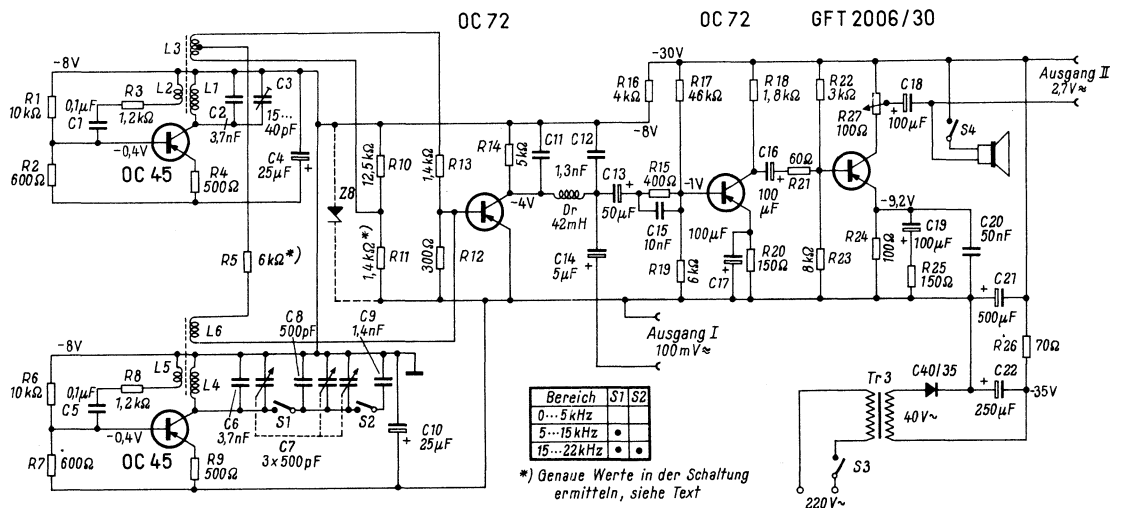 OC 72
OC 72
GFT 2006/30
L3
-8V
L2
L1
C3
R1
10kΩ
0,1µF
R3
1,2kΩ
C1
C2
3,7nF
15...
40pF
R2
600Ω
-0,4V
OC 45
R4
500Ω
C4
25µF
R5
6kΩ*)
Z8
12,5kΩ
R10
1,4kΩ*)
R11
1,4kΩ
R13
300Ω
R12
R14
5kΩ
C11
C12
1,3nF
-4V
Dr
42mH
C13
50µF
C14
5µF
-30V
R16
4kΩ
-8V
R17
46kΩ
R15
400Ω
C15
10nF
-1V
R19
6kΩ
100µF
C17
R20
150Ω
R18
1,8kΩ
C16
100
µF
60Ω
R21
R22
3kΩ
8kΩ
R23
R27
100Ω
C18
100µF
S4
Ausgang II
2,7V≈
-9,2V
R24
100Ω
C19
100µF
R25
150Ω
C20
50nF
C21
500µF
R26
70Ω
C22
250µF
-35V
C40/35
Tr3
40V~
S3
220V~
Ausgang I
100mV≈
L6
-8V
L5
L4
R6
10kΩ
0,1µF
C5
R8
1,2kΩ
-0,4V
R7
600Ω
OC 45
R9
500Ω
C6
3,7nF
C8
500pF
C9
1,4nF
S1
S2
C7
3x500pF
C10
25µF
Bereich S1 S2
0...5kHz
5...15kHz •
15...22kHz • •
*) Genaue Werte in der Schaltung
ermitteln, siehe Text